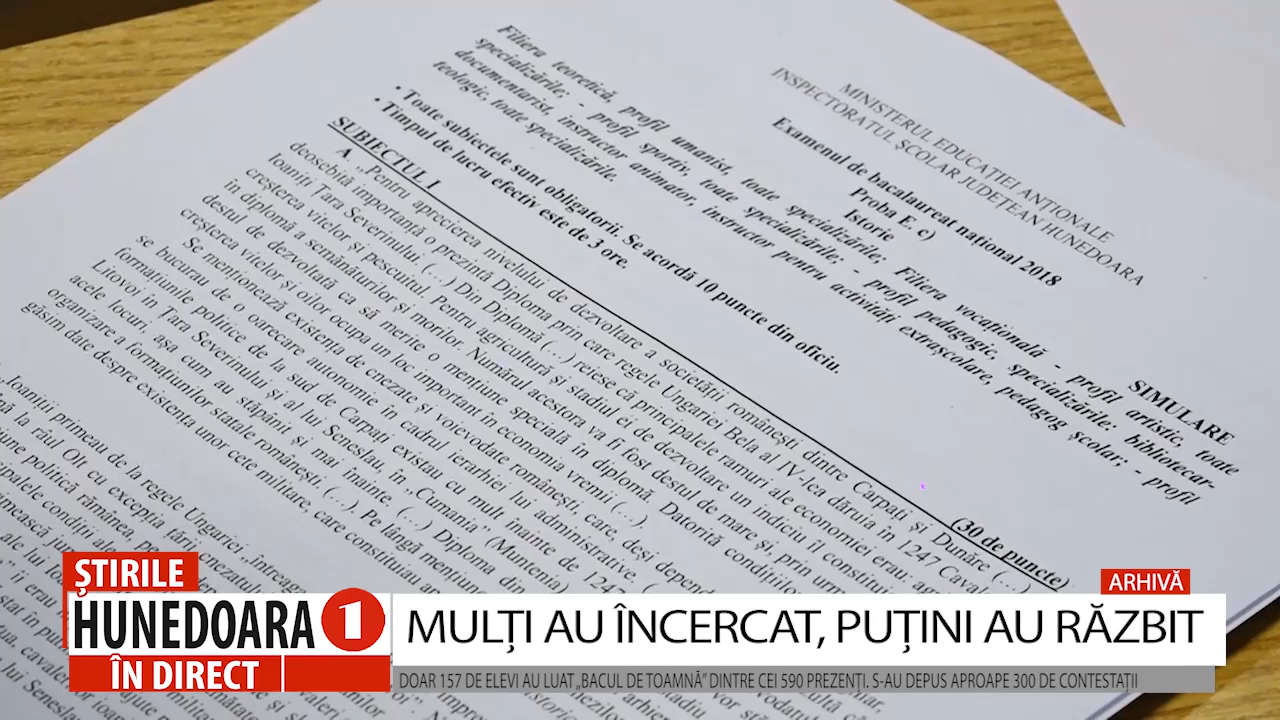 MINISTERUL EDUCAȚIEI ANȚIONALE
INSPECTORATUL ȘCOLAR JUDEȚEAN HUNEDOARA
Examenul de bacalaureat național 2018
Proba E. c)
Istorie
SIMULARE
Filiera teoretică, profil umanist, toate specializările; Filiera vocațională - profil artistic, toate
specializările; - profil sportiv, toate specializările; - profil pedagogic, specializările: bibliotecar-
documentarist, instructor animator, instructor pentru activități extrașcolare, pedagog școlar, - profil
teologic, toate specializările.
• Toate subiectele sunt obligatorii. Se acordă 10 puncte din oficiu.
• Timpul de lucru efectiv este de 3 ore.
SUBIECTUL I (30 de puncte)
A. „Pentru aprecierea nivelului de dezvoltare a societății românești dintre Carpați și Dunăre (…)
deosebită importanță o prezintă Diploma prin care regele Ungariei Bela al IV-lea dăruia în 1247
Ioaniți Țara Severinului. (…) Din Diplomă (…) reiese că principalele ramuri ale economiei erau:
creșterea vitelor și pescuitul. Pentru agricultură și stadiul ei de dezvoltare un indiciu îl
în diplomă a semănăturilor și morilor. Numărul acestora va fi fost destul de mare și, prin
destul de dezvoltată ca să merite o mențiune specială în diplomă. Datorită
creșterea vitelor și oilor ocupa un loc important în economia vremii (…).
Se menționează existența de cnezate și voievodate românești, care, deși
se bucurau de o oarecare autonomie în cadrul ierarhiei lui administrative.
formațiunile politice de la sud de Carpați existau cu mult înainte de
Litovoi în Țara Severinului și al lui Seneslau, în „Cumania” (Muntenia)
acele locuri, așa cum au stăpânit și mai înainte. (…) Diploma
organizare a formațiunilor statale românești (…). Pe lângă
găsim date despre existența unor cete militare, care constituiau
Ioaniții primeau de la regele Ungariei
la râul Olt cu excepția țării cnezatului
politică rămânea, pe
condiții ale
ARHIVĂ
ȘTIRILE
HUNEDOARA 1
ÎN DIRECT
MULȚI AU ÎNCERCAT, PUȚINI AU RĂZBIT
DOAR 157 DE ELEVI AU LUAT „BACUL DE TOAMNĂ” DINTRE CEI 590 PREZENȚI. S-AU DEPUS APROAPE 300 DE CONTESTAȚII